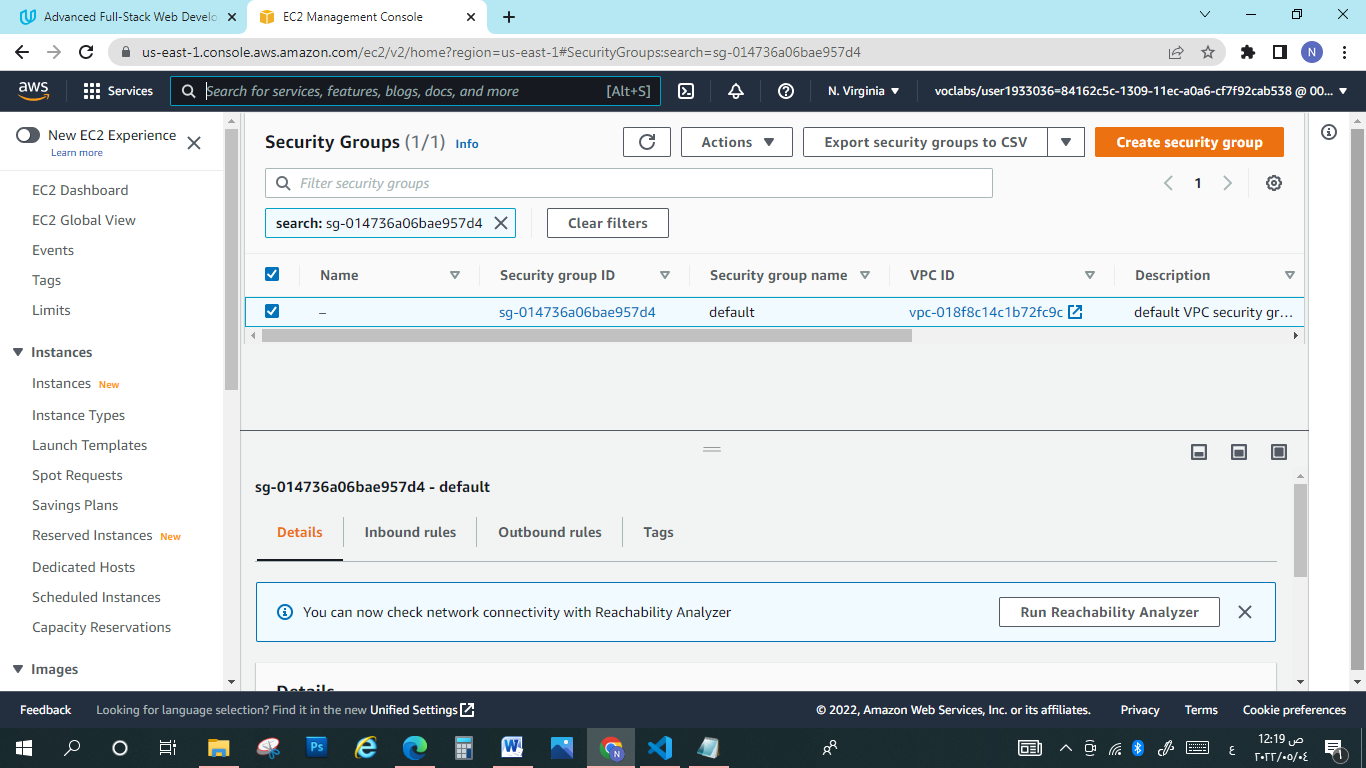 Advanced Full-Stack Web Develo
EC2 Management Console
us-east-1.console.aws.amazon.com/ec2/v2/home?region=us-east-1#SecurityGroups:search=sg-014736a06bae957d4
N
aws
Services
Search for services, features, blogs, docs, and more
[Alt+S]
N. Virginia
voclabs/user1933036=84162c5c-1309-11ec-a0a6-cf7f92cab538 @ 00...
New EC2 Experience
Learn more
EC2 Dashboard
EC2 Global View
Events
Tags
Limits
Instances
Instances New
Instance Types
Launch Templates
Spot Requests
Savings Plans
Reserved Instances New
Dedicated Hosts
Scheduled Instances
Capacity Reservations
Images
Security Groups (1/1) Info
Actions
Export security groups to CSV
Create security group
Filter security groups
1
search: sg-014736a06bae957d4
Clear filters
Name Security group ID Security group name VPC ID Description
– sg-014736a06bae957d4 default vpc-018f8c14c1b72fc9c default VPC security gr...
sg-014736a06bae957d4 - default
Details Inbound rules Outbound rules Tags
You can now check network connectivity with Reachability Analyzer
Run Reachability Analyzer
Details
Feedback
Looking for language selection? Find it in the new Unified Settings
© 2022, Amazon Web Services, Inc. or its affiliates.
Privacy Terms Cookie preferences
ع
12:19 ص
٢٠٢٢/٠٥/٠٤
1